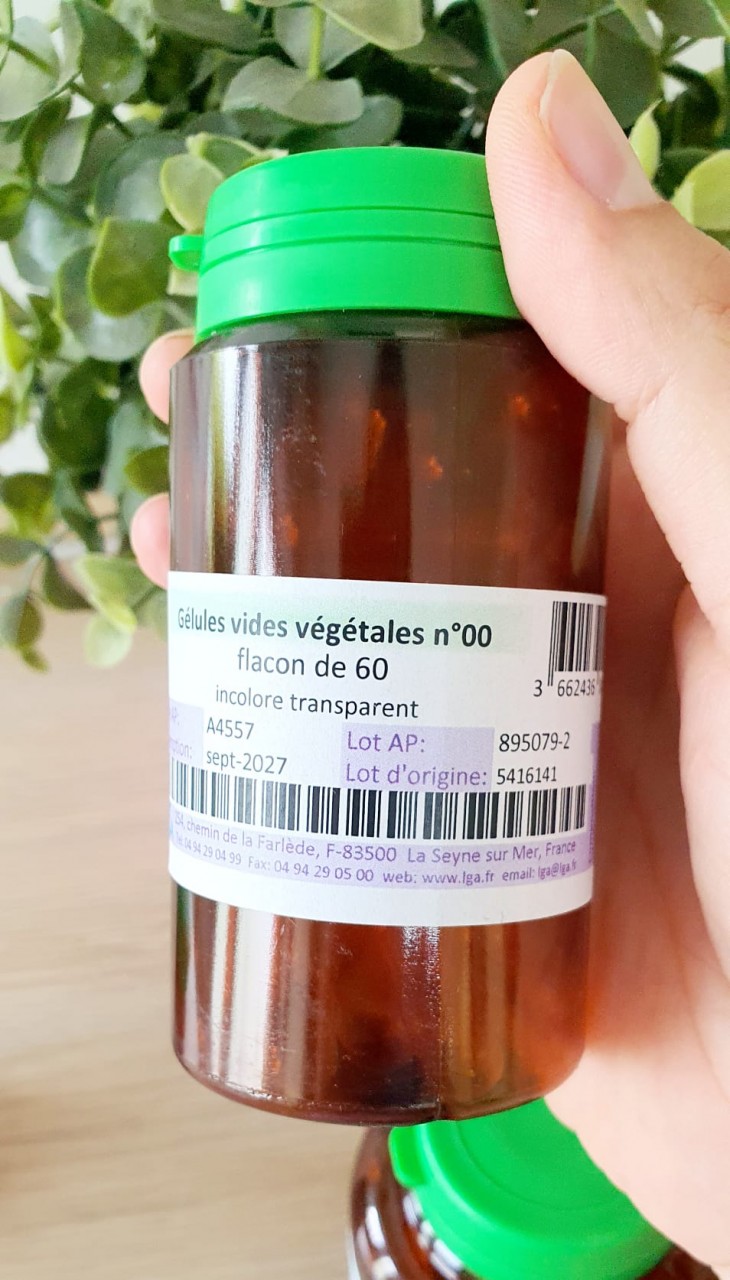 Gélules vides végétales n°00
flacon de 60
incolore transparent
3 662436
A4557
Lot AP: 895079-2
sept-2027
Lot d'origine: 5416141
chemin de la Farlède, F-83500 La Seyne sur Mer, France
04 94 29 04 99 Fax: 04 94 29 05 00 web: www.lga.fr email: lga@lga.fr